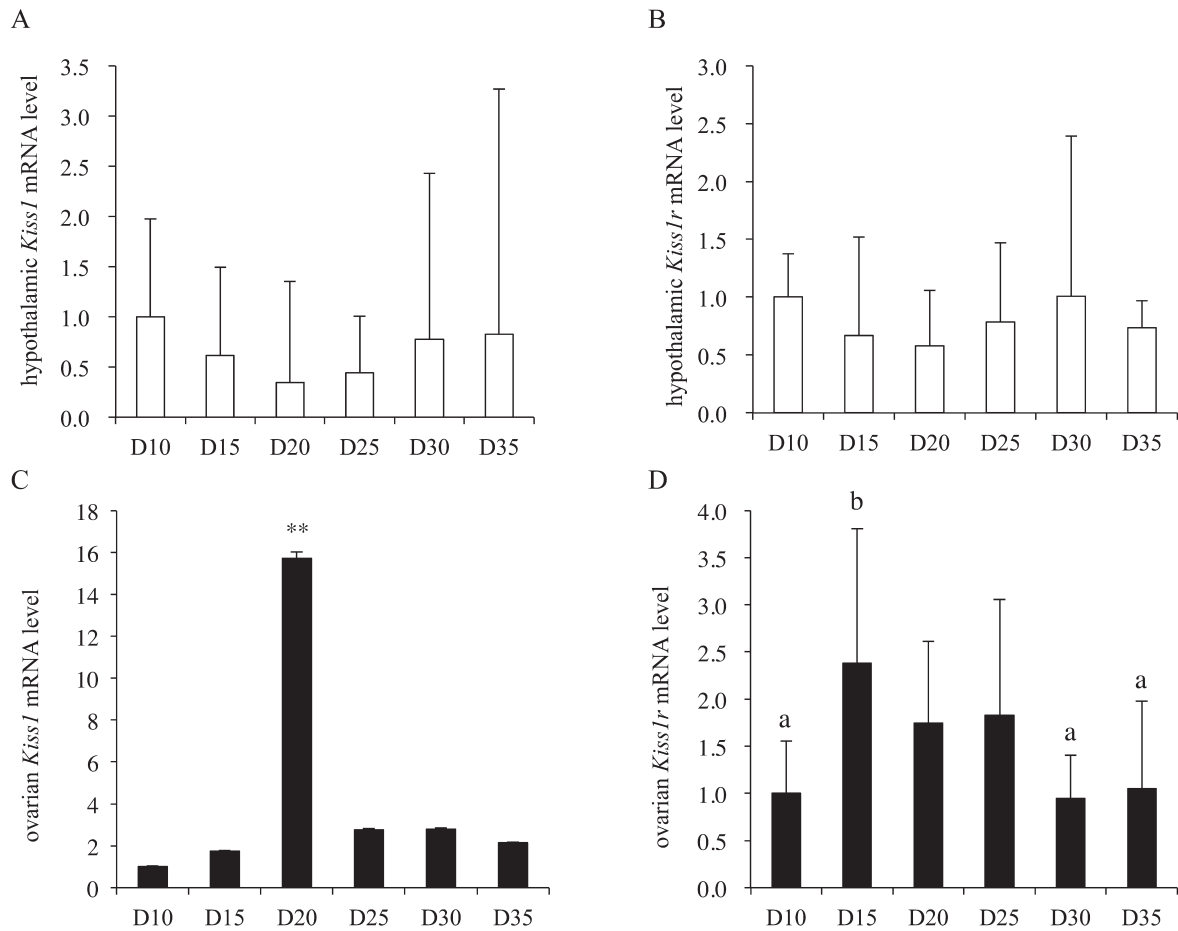 A
hypothalamic Kiss1 mRNA level
3.5
3.0
2.5
2.0
1.5
1.0
0.5
0.0
D10 D15 D20 D25 D30 D35
B
hypothalamic Kiss1r mRNA level
3.0
2.5
2.0
1.5
1.0
0.5
0.0
D10 D15 D20 D25 D30 D35
C
ovarian Kiss1 mRNA level
18
16
14
12
10
8
6
4
2
0
**
D10 D15 D20 D25 D30 D35
D
ovarian Kiss1r mRNA level
4.0
3.5
3.0
2.5
2.0
1.5
1.0
0.5
0.0
a
b
a
a
D10 D15 D20 D25 D30 D35